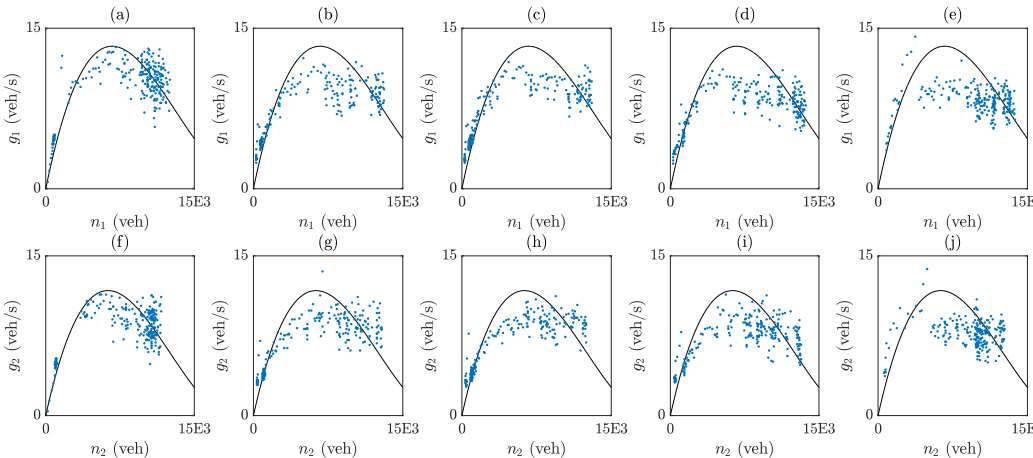 (a) (b) (c) (d) (e)
15 15 15 15 15
g₁ (veh/s) g₁ (veh/s) g₁ (veh/s) g₁ (veh/s) g₁ (veh/s)
0 0 0 0 0
0 15E3 0 15E3 0 15E3 0 15E3 0 15E3
n₁ (veh) n₁ (veh) n₁ (veh) n₁ (veh) n₁ (veh)
(f) (g) (h) (i) (j)
15 15 15 15 15
g₂ (veh/s) g₂ (veh/s) g₂ (veh/s) g₂ (veh/s) g₂ (veh/s)
0 0 0 0 0
0 15E3 0 15E3 0 15E3 0 15E3 0 15E3
n₂ (veh) n₂ (veh) n₂ (veh) n₂ (veh) n₂ (veh)